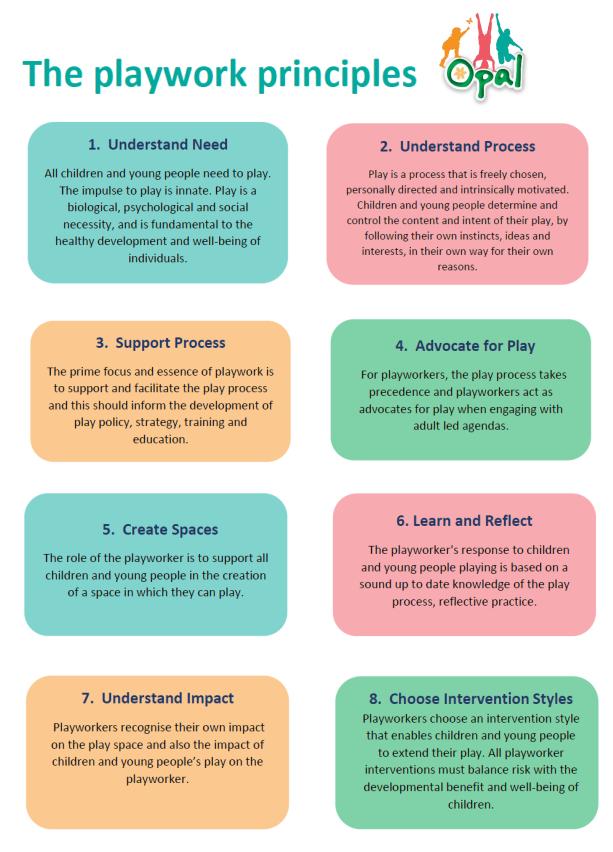 The playwork principles
Opal
1. Understand Need
All children and young people need to play.
The impulse to play is innate. Play is a
biological, psychological and social
necessity, and is fundamental to the
healthy development and well-being of
individuals.
2. Understand Process
Play is a process that is freely chosen,
personally directed and intrinsically motivated.
Children and young people determine and
control the content and intent of their play, by
following their own instincts, ideas and
interests, in their own way for their own
reasons.
3. Support Process
The prime focus and essence of playwork is
to support and facilitate the play process
and this should inform the development of
play policy, strategy, training and
education.
4. Advocate for Play
For playworkers, the play process takes
precedence and playworkers act as
advocates for play when engaging with
adult led agendas.
5. Create Spaces
The role of the playworker is to support all
children and young people in the creation
of a space in which they can play.
6. Learn and Reflect
The playworker's response to children
and young people playing is based on a
sound up to date knowledge of the play
process, reflective practice.
7. Understand Impact
Playworkers recognise their own impact
on the play space and also the impact of
children and young people's play on the
playworker.
8. Choose Intervention Styles
Playworkers choose an intervention style
that enables children and young people
to extend their play. All playworker
interventions must balance risk with the
developmental benefit and well-being of
children.